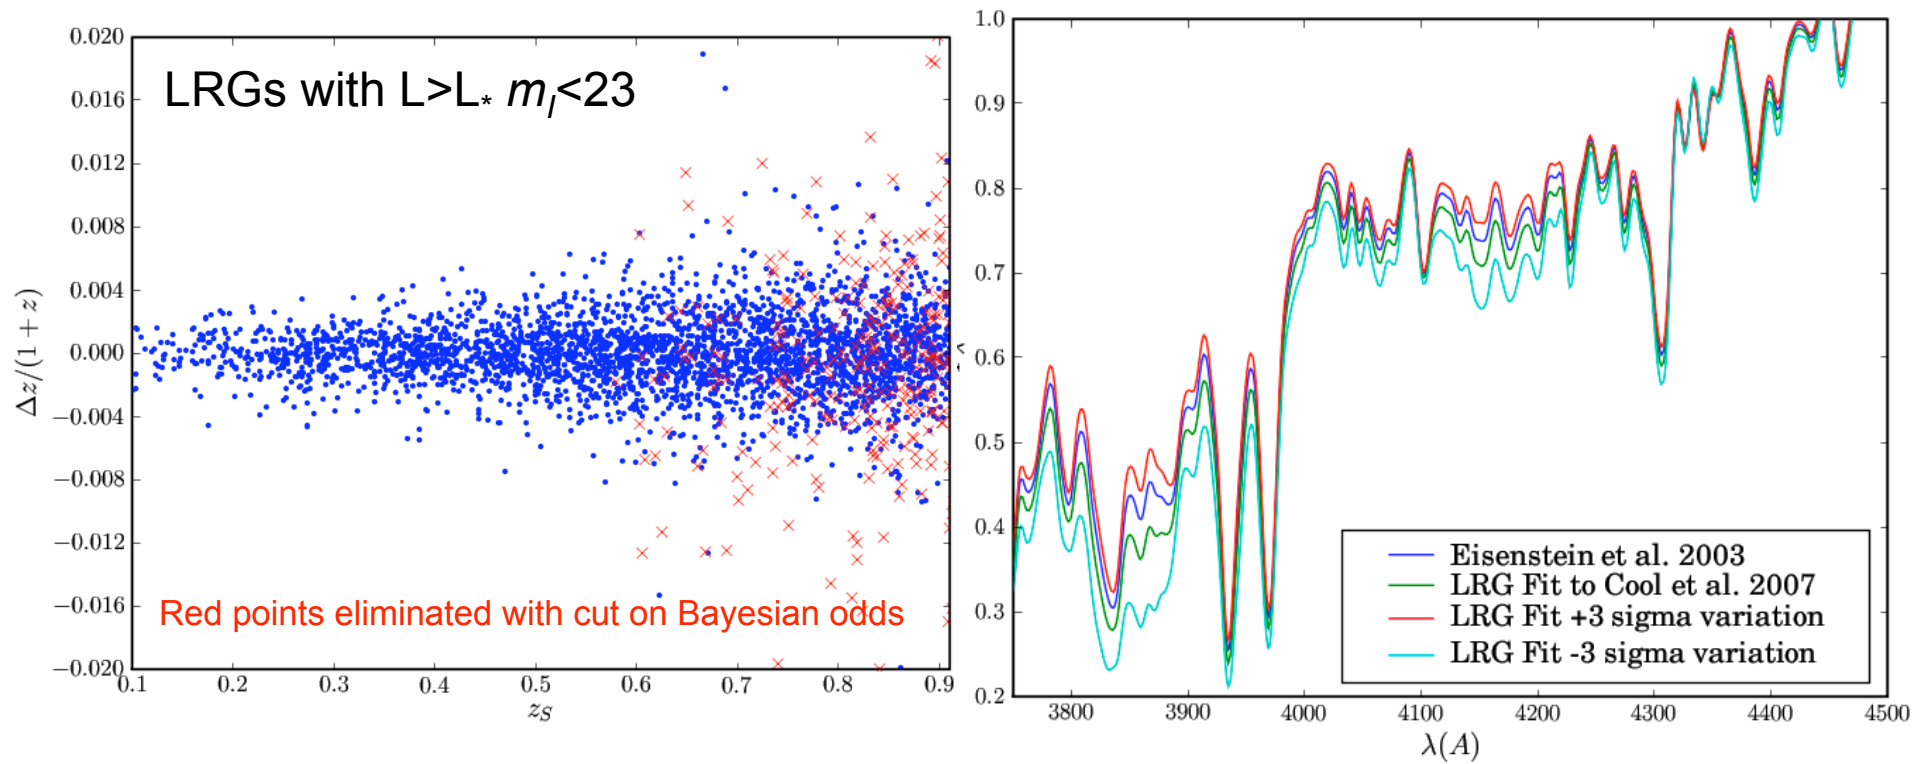 LRGs with L>L* m_I<23
0.020
0.016
0.012
0.008
0.004
0.000
−0.004
−0.008
−0.012
−0.016
−0.020
Δz/(1 + z)
Red points eliminated with cut on Bayesian odds
0.1 0.2 0.3 0.4 0.5 0.6 0.7 0.8 0.9
z_S
1.0
0.9
0.8
0.7
0.6
0.5
0.4
0.3
0.2
Eisenstein et al. 2003
LRG Fit to Cool et al. 2007
LRG Fit +3 sigma variation
LRG Fit -3 sigma variation
3800 3900 4000 4100 4200 4300 4400 4500
λ(A)